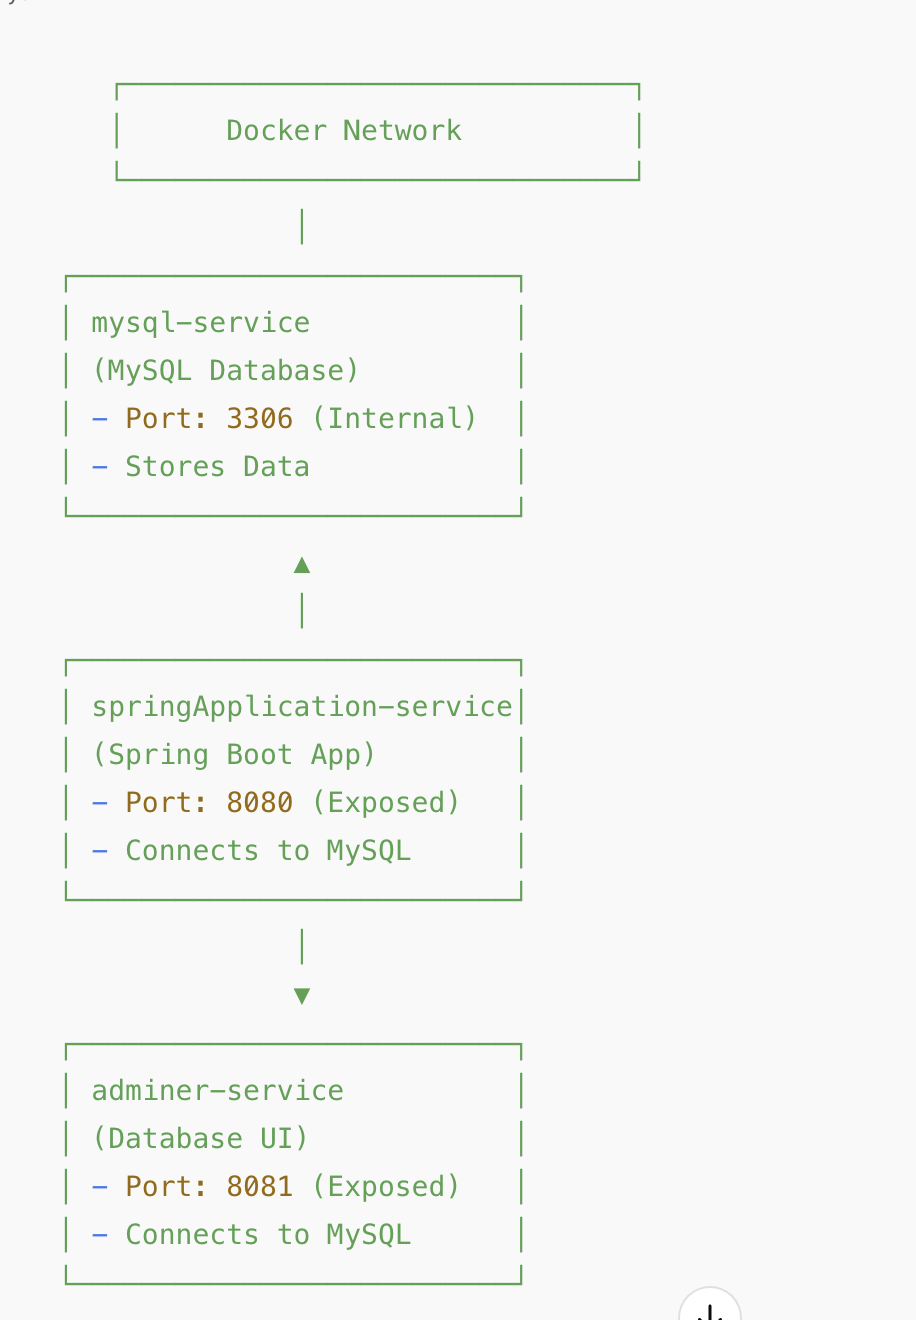 Docker Network
mysql-service
(MySQL Database)
- Port: 3306 (Internal)
- Stores Data
springApplication-service
(Spring Boot App)
- Port: 8080 (Exposed)
- Connects to MySQL
adminer-service
(Database UI)
- Port: 8081 (Exposed)
- Connects to MySQL